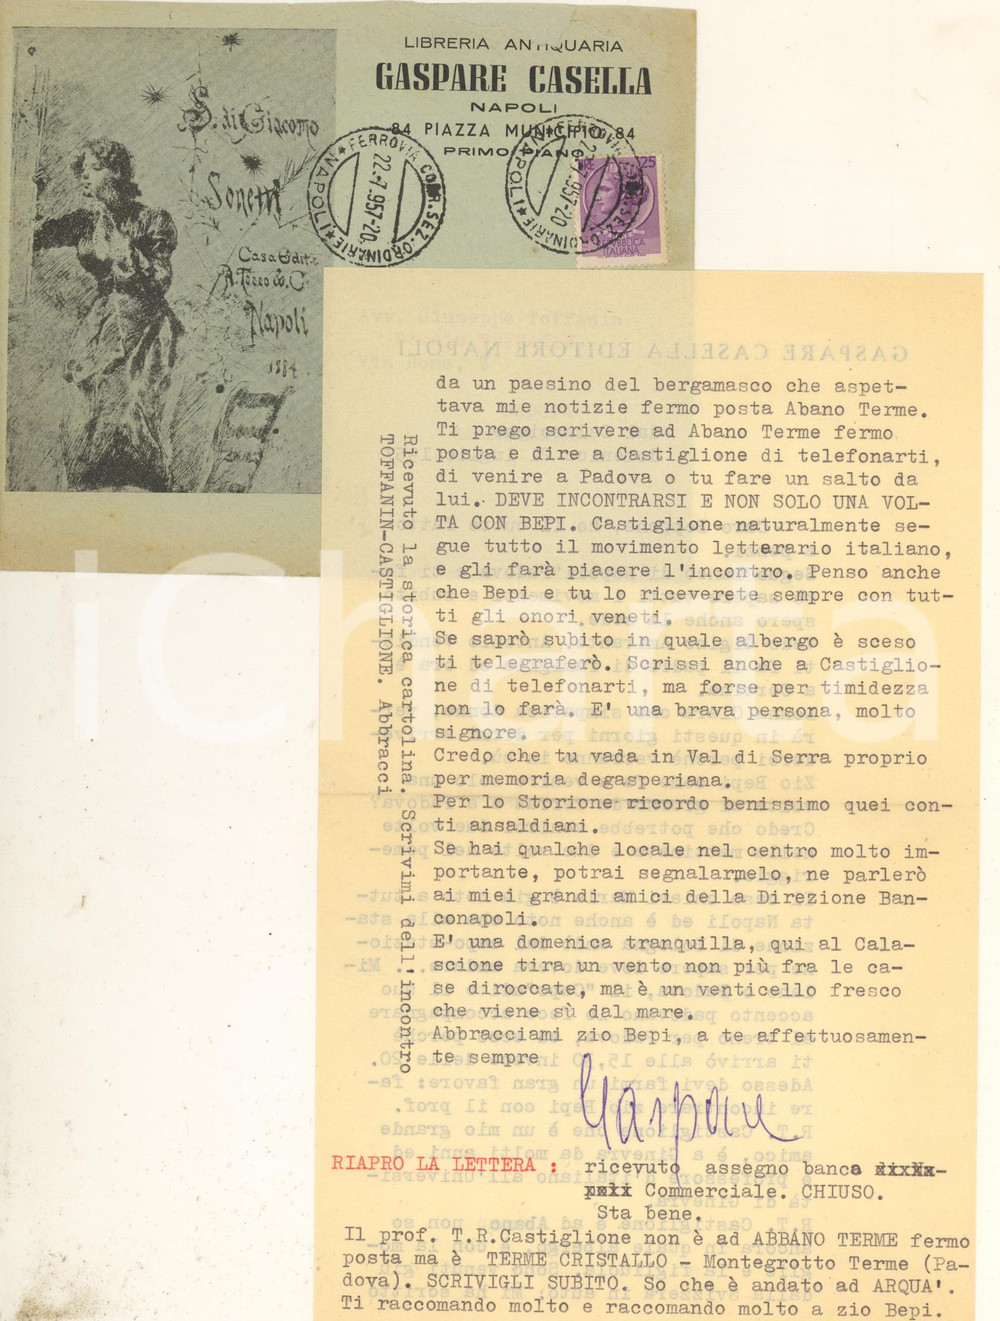 LIBRERIA ANTIQUARIA
GASPARE CASELLA
NAPOLI
84 PIAZZA MUNICIPIO 84
PRIMO PIANO
S. di Giacomo
Sonetti
Casa Edit.
A. Tocco & C.
Napoli
1884
NAPOLI * FERROVIA CORR. SEZ. ORDINARIE *
22.-7.957-20
25
REPUBBLICA
ITALIANA
GASPARE CASELLA EDITORE NAPOLI
da un paesino del bergamasco che aspet-
tava mie notizie fermo posta Abano Terme.
Ti prego scrivere ad Abano Terme fermo
posta e dire a Castiglione di telefonarti,
di venire a Padova o tu fare un salto da
lui. DEVE INCONTRARSI E NON SOLO UNA VOL-
TA CON BEPI. Castiglione naturalmente se-
gue tutto il movimento letterario italiano,
e gli farà piacere l'incontro. Penso anche
che Bepi e tu lo riceverete sempre con tut-
ti gli onori veneti.
Se saprò subito in quale albergo è sceso
ti telegraferò. Scrissi anche a Castiglio-
ne di telefonarti, ma forse per timidezza
non lo farà. E' una brava persona, molto
signore.
Credo che tu vada in Val di Serra proprio
per memoria degasperiana.
Per lo Storione ricordo benissimo quei con-
ti ansaldiani.
Se hai qualche locale nel centro molto im-
portante, potrai segnalarmelo, ne parlerò
ai miei grandi amici della Direzione Ban-
conapoli.
E' una domenica tranquilla, qui al Cala-
scione tira un vento non più fra le ca-
se diroccate, ma è un venticello fresco
che viene sù dal mare.
Abbracciami zio Bepi, a te affettuosamen-
te sempre
Gaspare
Ricevuto la storica cartolina. Scrivimi dell'incontro
TOFFANIN-CASTIGLIONE. Abbracci
RIAPRO LA LETTERA : ricevuto assegno banca
Commerciale. CHIUSO.
Sta bene.
Il prof. T.R.Castiglione non è ad ABBANO TERME fermo
posta ma è TERME CRISTALLO - Montegrotto Terme (Pa-
dova). SCRIVIGLI SUBITO. So che è andato ad ARQUA'.
Ti raccomando molto e raccomando molto a zio Bepi.
iCharta